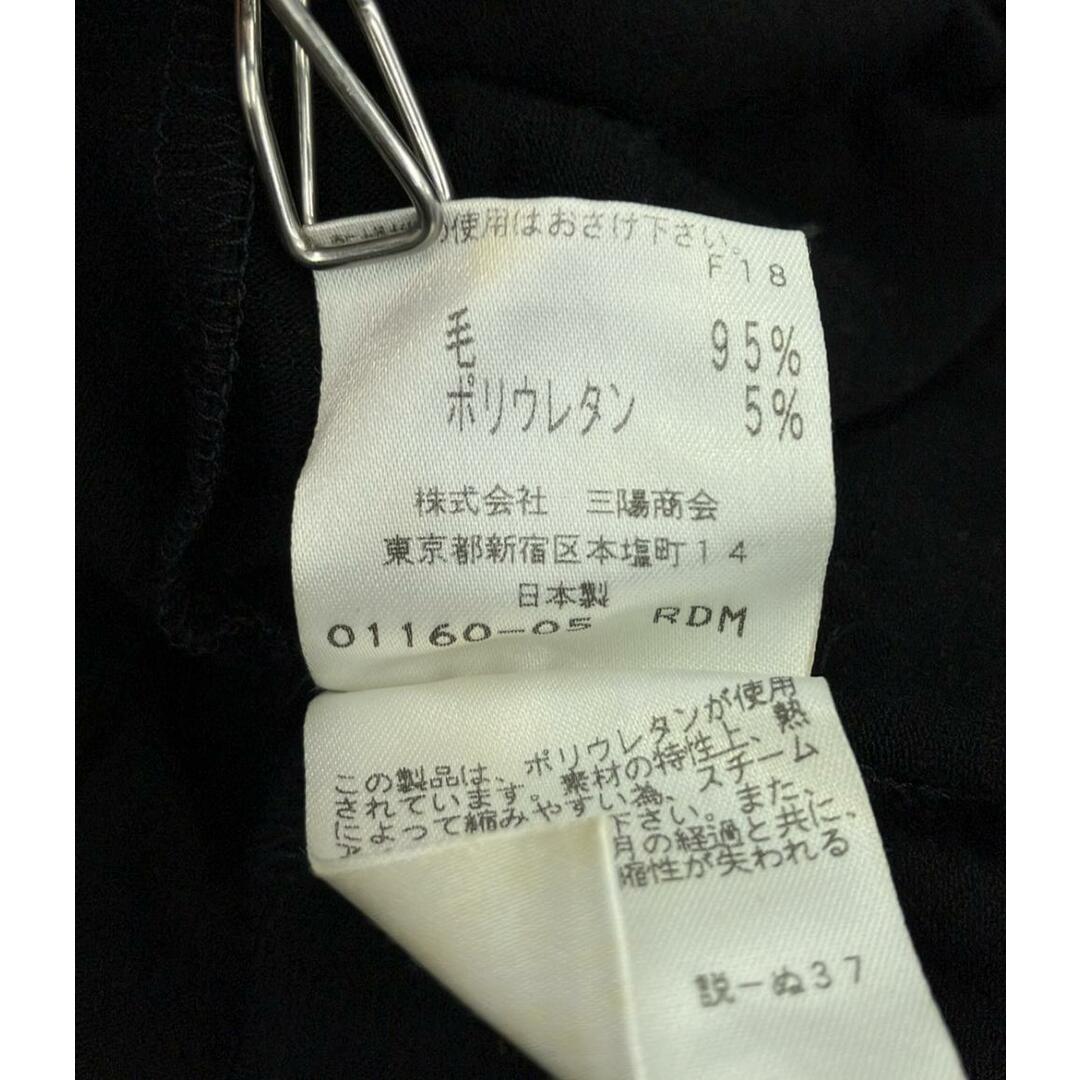 の使用はおさけ下さい。
F18
毛 95%
ポリウレタン 5%
株式会社 三陽商会
東京都新宿区本塩町14
日本製
01160-05 RDM
この製品は、ポリウレタンが使用
されています。素材の特性上、熱
によって縮みやすい為、スチーム
下さい。また、
月の経過と共に、
縮性が失われる
説-ぬ37